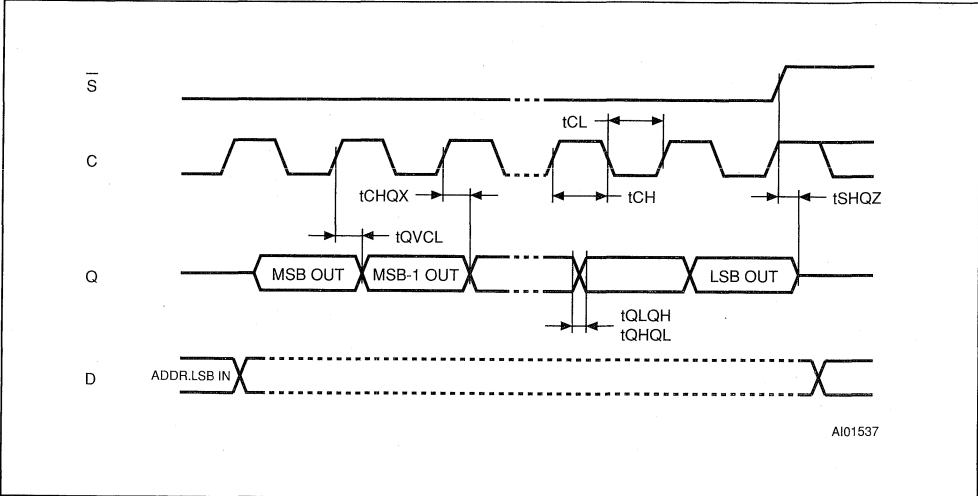 S̅
tCL
C
tCHQX
tCH
tSHQZ
tQVCL
Q
MSB OUT
MSB-1 OUT
LSB OUT
tQLQH
tQHQL
D
ADDR.LSB IN
AI01537